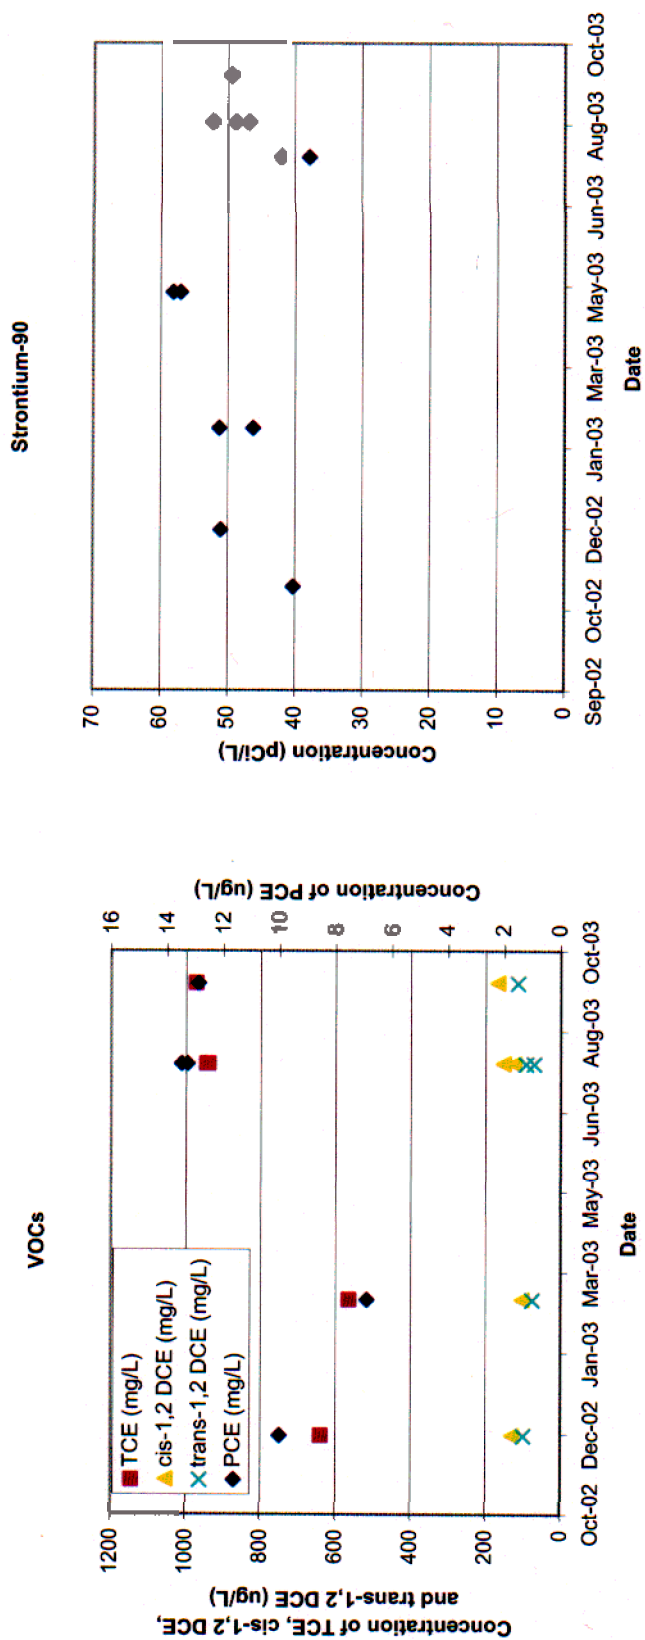 VOCs
Concentration of TCE, cis-1,2 DCE,
and trans-1,2 DCE (ug/L)
1200
1000
800
600
400
200
0
TCE (mg/L)
cis-1,2 DCE (mg/L)
trans-1,2 DCE (mg/L)
PCE (mg/L)
16
14
12
10
8
6
4
2
0
Concentration of PCE (ug/L)
Oct-02 Dec-02 Jan-03 Mar-03 May-03 Jun-03 Aug-03 Oct-03
Date
Strontium-90
Concentration (pCi/L)
70
60
50
40
30
20
10
0
Sep-02 Oct-02 Dec-02 Jan-03 Mar-03 May-03 Jun-03 Aug-03 Oct-03
Date